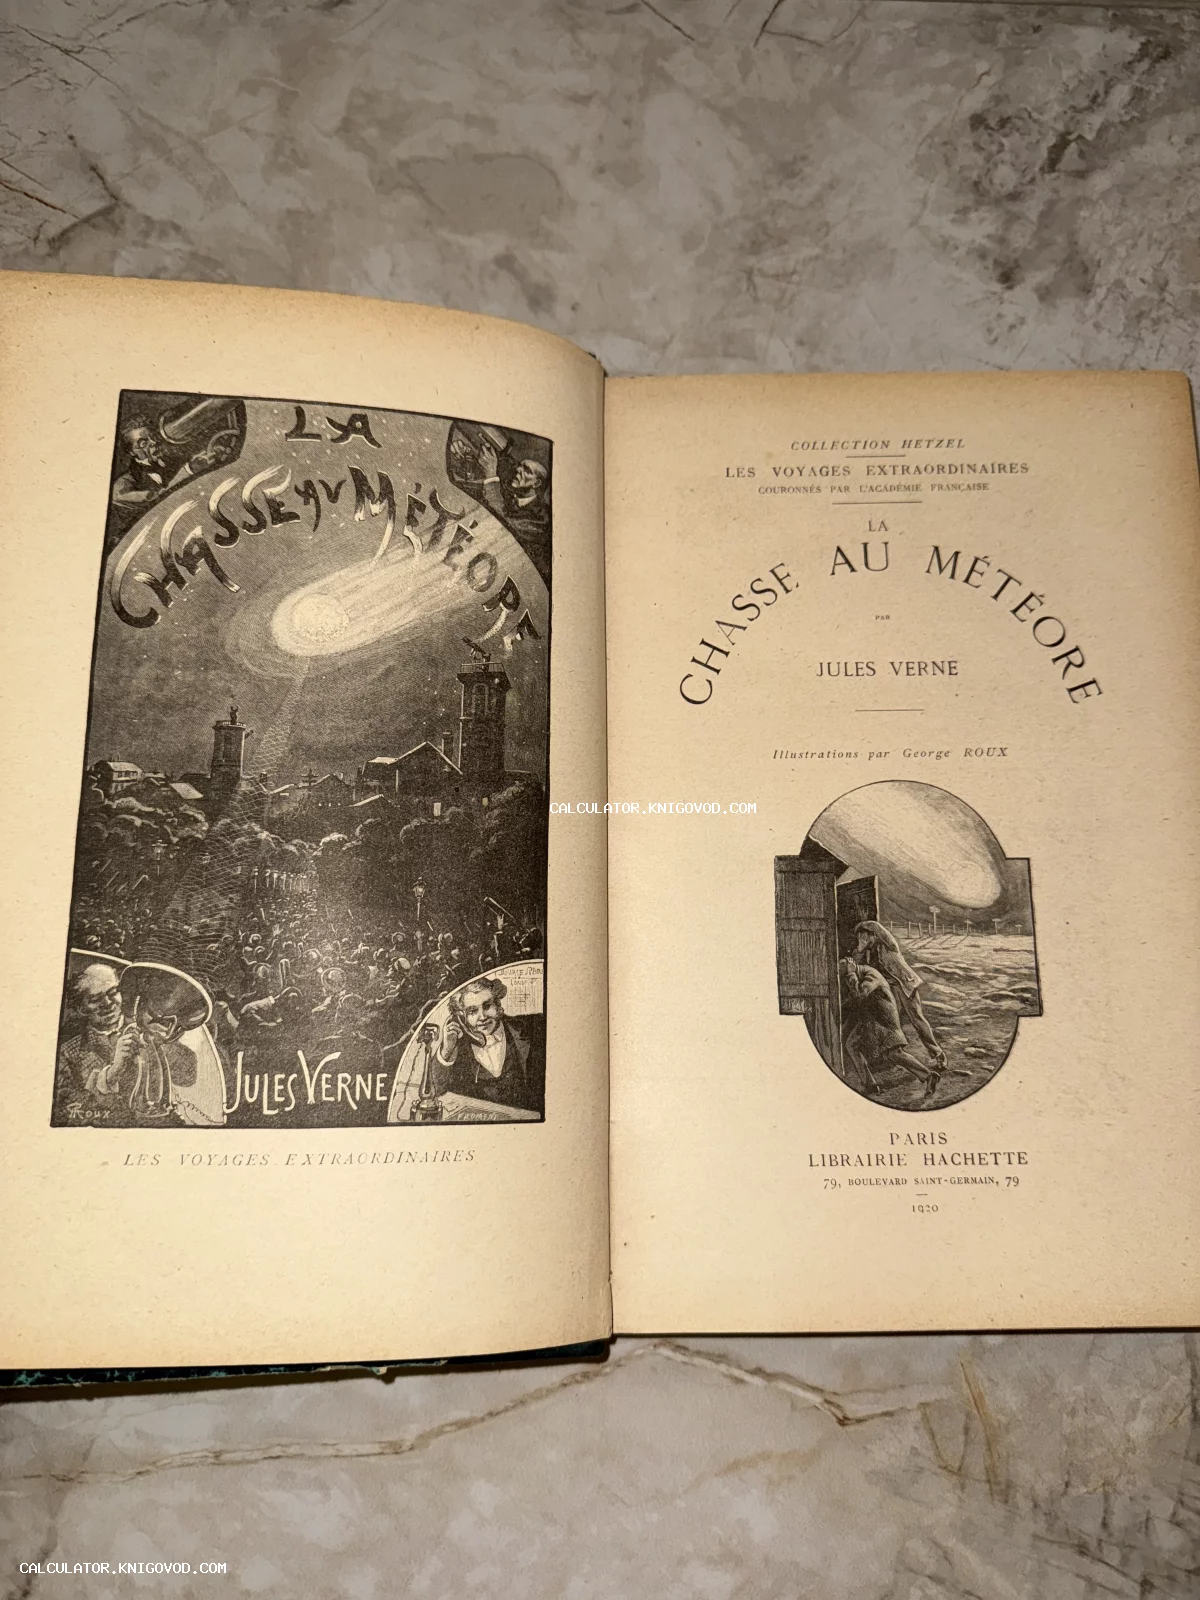 LA
CHASSE AU MÉTÉORE
JULES VERNE
ROUX
FROMENT
LES VOYAGES EXTRAORDINAIRES
COLLECTION HETZEL
LES VOYAGES EXTRAORDINAIRES
COURONNÉS PAR L'ACADÉMIE FRANÇAISE
LA
CHASSE AU MÉTÉORE
PAR
JULES VERNE
Illustrations par George ROUX
PARIS
LIBRAIRIE HACHETTE
79, BOULEVARD SAINT-GERMAIN, 79
1920
CALCULATOR.KNIGOVOD.COM
CALCULATOR.KNIGOVOD.COM